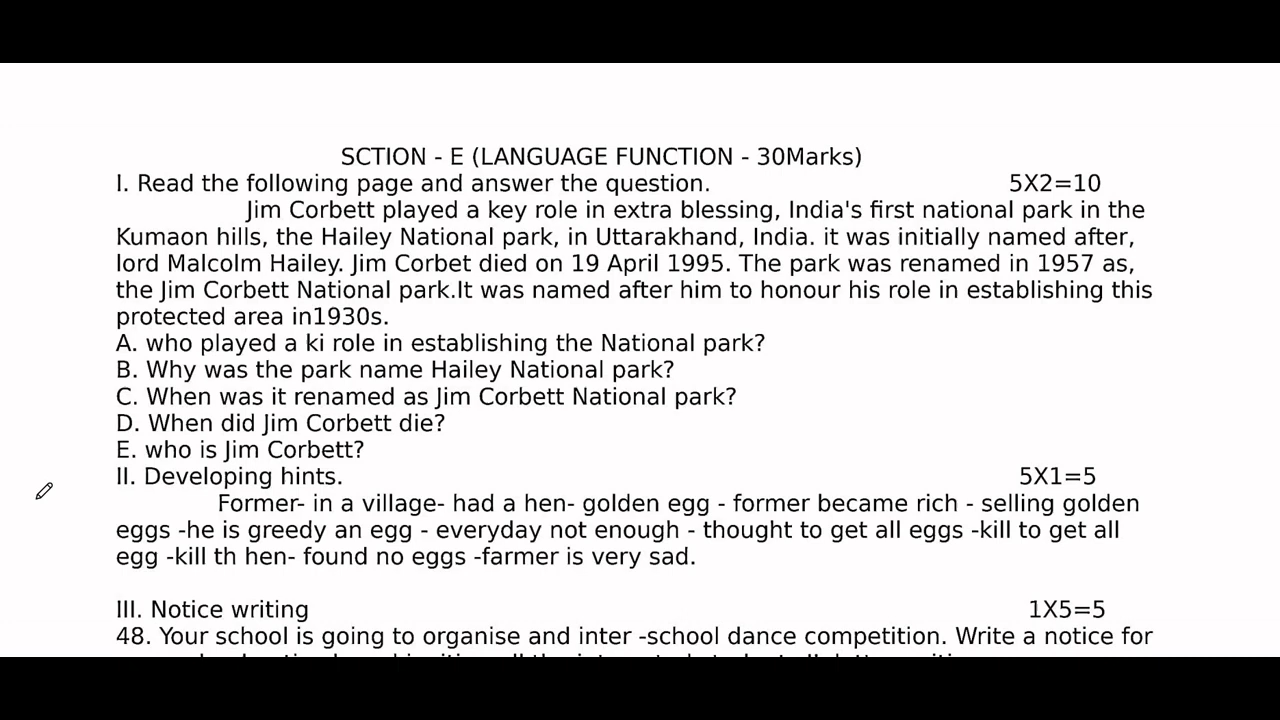 SCTION - E (LANGUAGE FUNCTION - 30Marks)
I. Read the following page and answer the question. 5X2=10
Jim Corbett played a key role in extra blessing, India's first national park in the
Kumaon hills, the Hailey National park, in Uttarakhand, India. it was initially named after,
lord Malcolm Hailey. Jim Corbet died on 19 April 1995. The park was renamed in 1957 as,
the Jim Corbett National park.It was named after him to honour his role in establishing this
protected area in1930s.
A. who played a ki role in establishing the National park?
B. Why was the park name Hailey National park?
C. When was it renamed as Jim Corbett National park?
D. When did Jim Corbett die?
E. who is Jim Corbett?
II. Developing hints. 5X1=5
Former- in a village- had a hen- golden egg - former became rich - selling golden
eggs -he is greedy an egg - everyday not enough - thought to get all eggs -kill to get all
egg -kill th hen- found no eggs -farmer is very sad.
III. Notice writing 1X5=5
48. Your school is going to organise and inter -school dance competition. Write a notice for